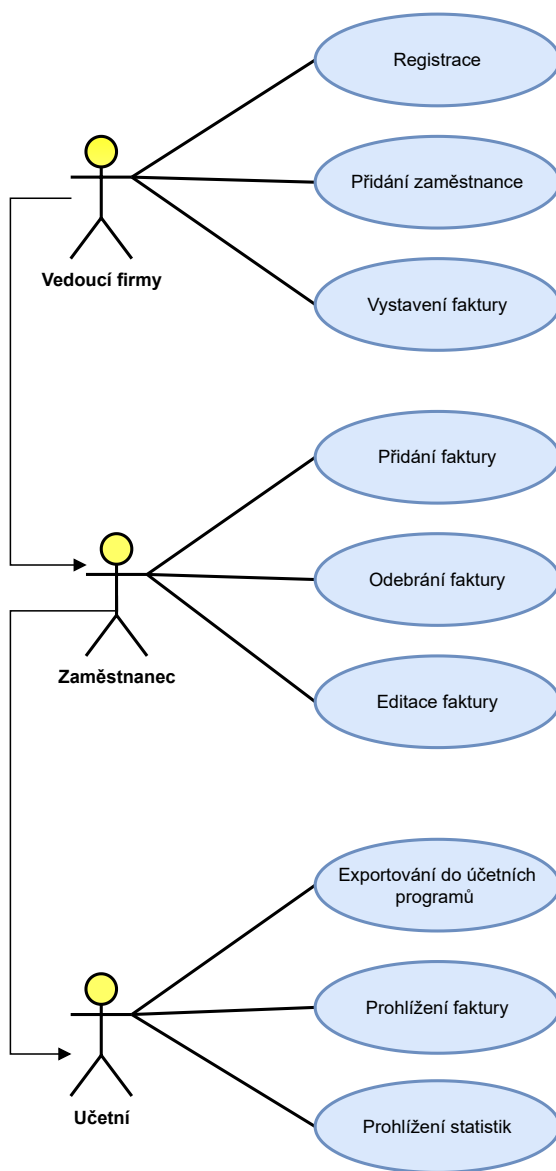 Registrace
Přidání zaměstnance
Vystavení faktury
Vedoucí firmy
Přidání faktury
Odebrání faktury
Editace faktury
Zaměstnanec
Exportování do účetních
programů
Prohlížení faktury
Prohlížení statistik
Učetní